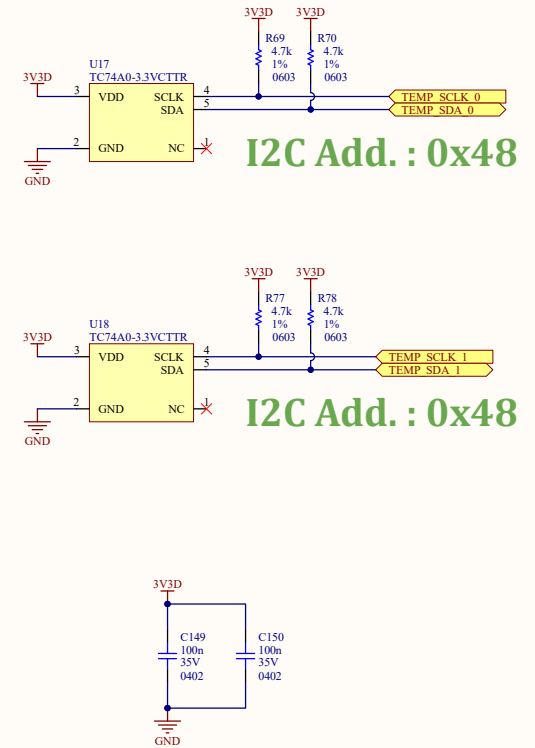 3V3D 3V3D
R69 R70
4.7k 4.7k
1% 1%
0603 0603
U17
TC74A0-3.3VCTTR
3V3D
3 VDD SCLK 4
SDA 5
2 GND NC 1
GND
TEMP_SCLK_0
TEMP_SDA_0
I2C Add. : 0x48
3V3D 3V3D
R77 R78
4.7k 4.7k
1% 1%
0603 0603
U18
TC74A0-3.3VCTTR
3V3D
3 VDD SCLK 4
SDA 5
2 GND NC 1
GND
TEMP_SCLK_1
TEMP_SDA_1
I2C Add. : 0x48
3V3D
C149 C150
100n 100n
35V 35V
0402 0402
GND